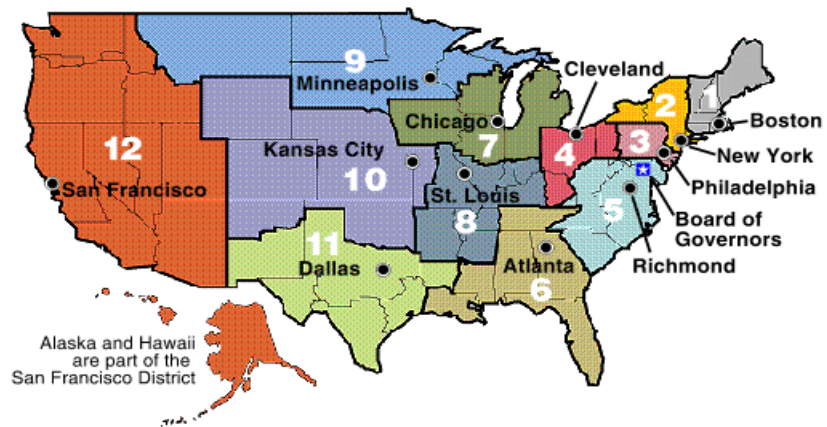 Cleveland
9
Minneapolis
2
1
Chicago
7
Boston
12
Kansas City
4
3
New York
10
San Francisco
St. Louis
Philadelphia
5
8
Board of
Governors
11
Dallas
Atlanta
Richmond
6
Alaska and Hawaii
are part of the
San Francisco District